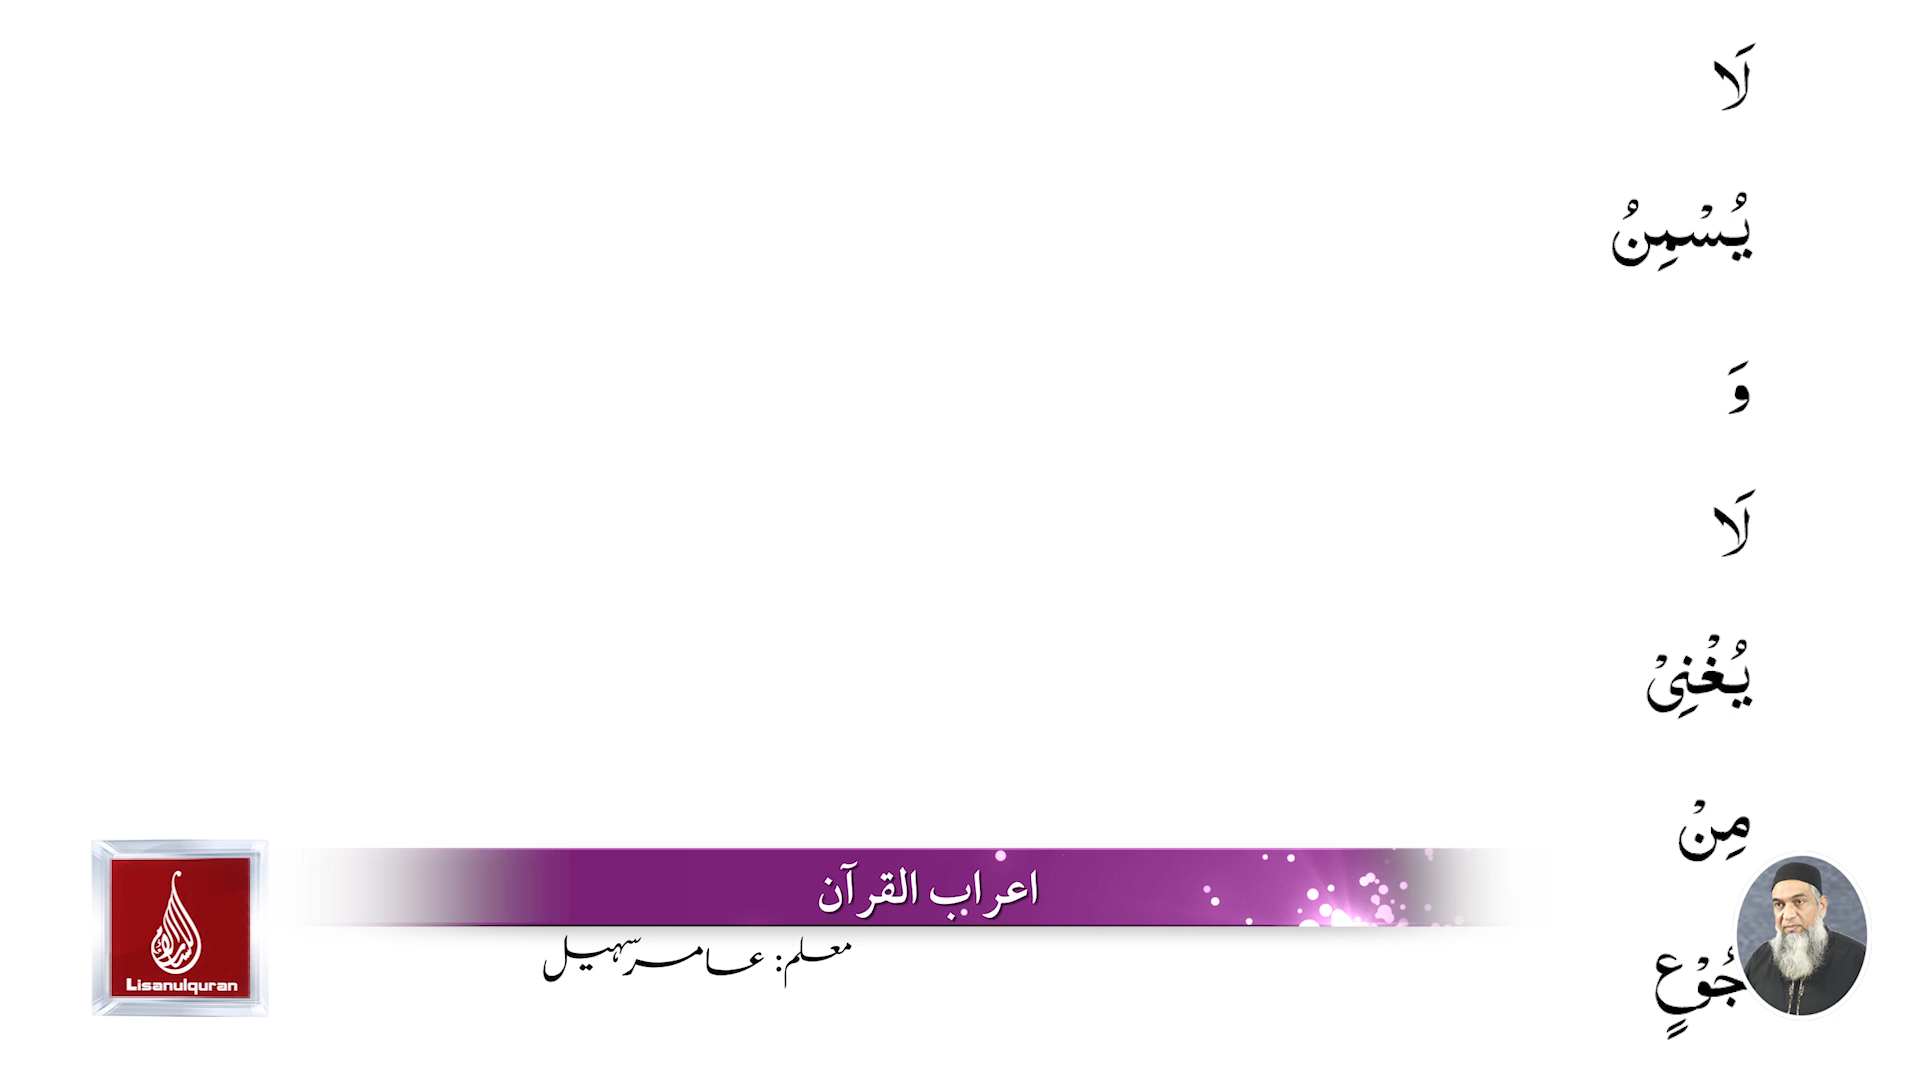 لَا
يُسْمِنُ
وَ
لَا
يُغْنِىْ
مِنْ
جُوْعٍ
اعراب القرآن
معلم: عامر سہیل
Lisanulquran